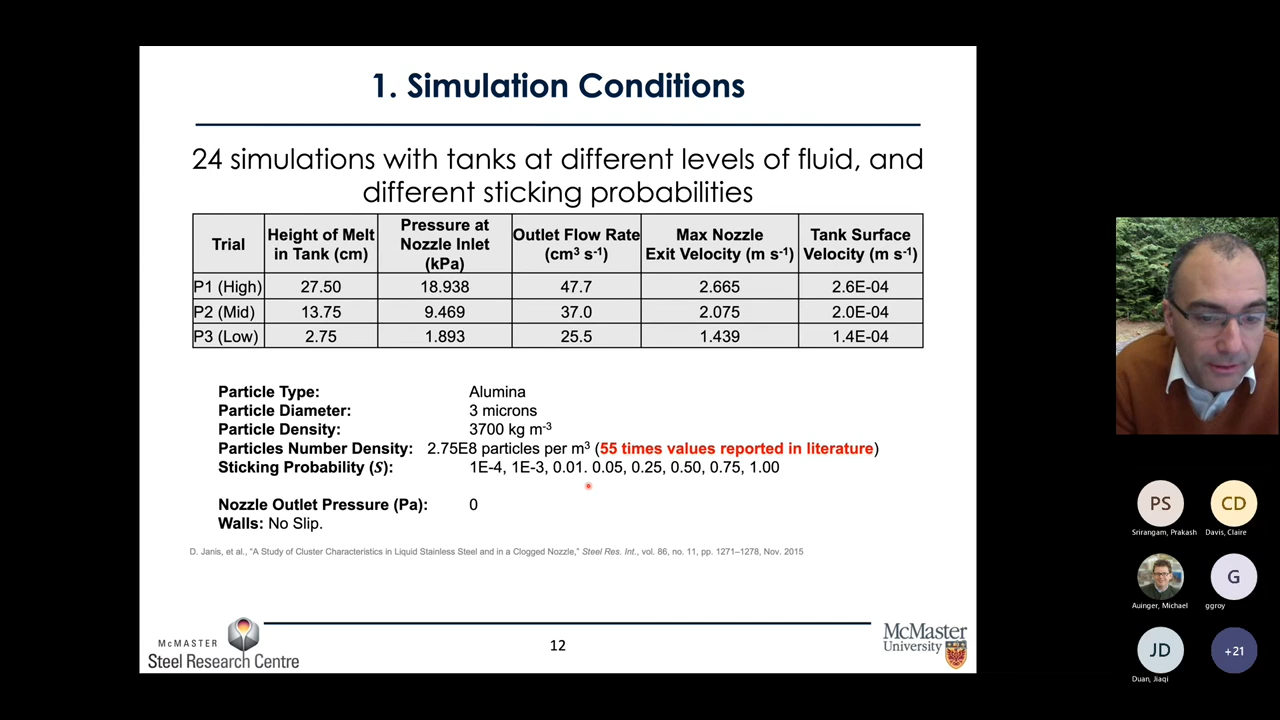 1. Simulation Conditions
24 simulations with tanks at different levels of fluid, and
different sticking probabilities
Trial
Height of Melt
in Tank (cm)
Pressure at
Nozzle Inlet
(kPa)
Outlet Flow Rate
(cm³ s⁻¹)
Max Nozzle
Exit Velocity (m s⁻¹)
Tank Surface
Velocity (m s⁻¹)
P1 (High) 27.50 18.938 47.7 2.665 2.6E-04
P2 (Mid) 13.75 9.469 37.0 2.075 2.0E-04
P3 (Low) 2.75 1.893 25.5 1.439 1.4E-04
Particle Type: Alumina
Particle Diameter: 3 microns
Particle Density: 3700 kg m⁻³
Particles Number Density: 2.75E8 particles per m³ (55 times values reported in literature)
Sticking Probability (S): 1E-4, 1E-3, 0.01. 0.05, 0.25, 0.50, 0.75, 1.00
Nozzle Outlet Pressure (Pa): 0
Walls: No Slip.
D. Janis, et al., "A Study of Cluster Characteristics in Liquid Stainless Steel and in a Clogged Nozzle," Steel Res. Int., vol. 86, no. 11, pp. 1271–1278, Nov. 2015
McMASTER
Steel Research Centre
12
McMaster
University
PS
Srirangam, Prakash
CD
Davis, Claire
Auinger, Michael
G
ggroy
JD
Duan, Jiaqi
+21